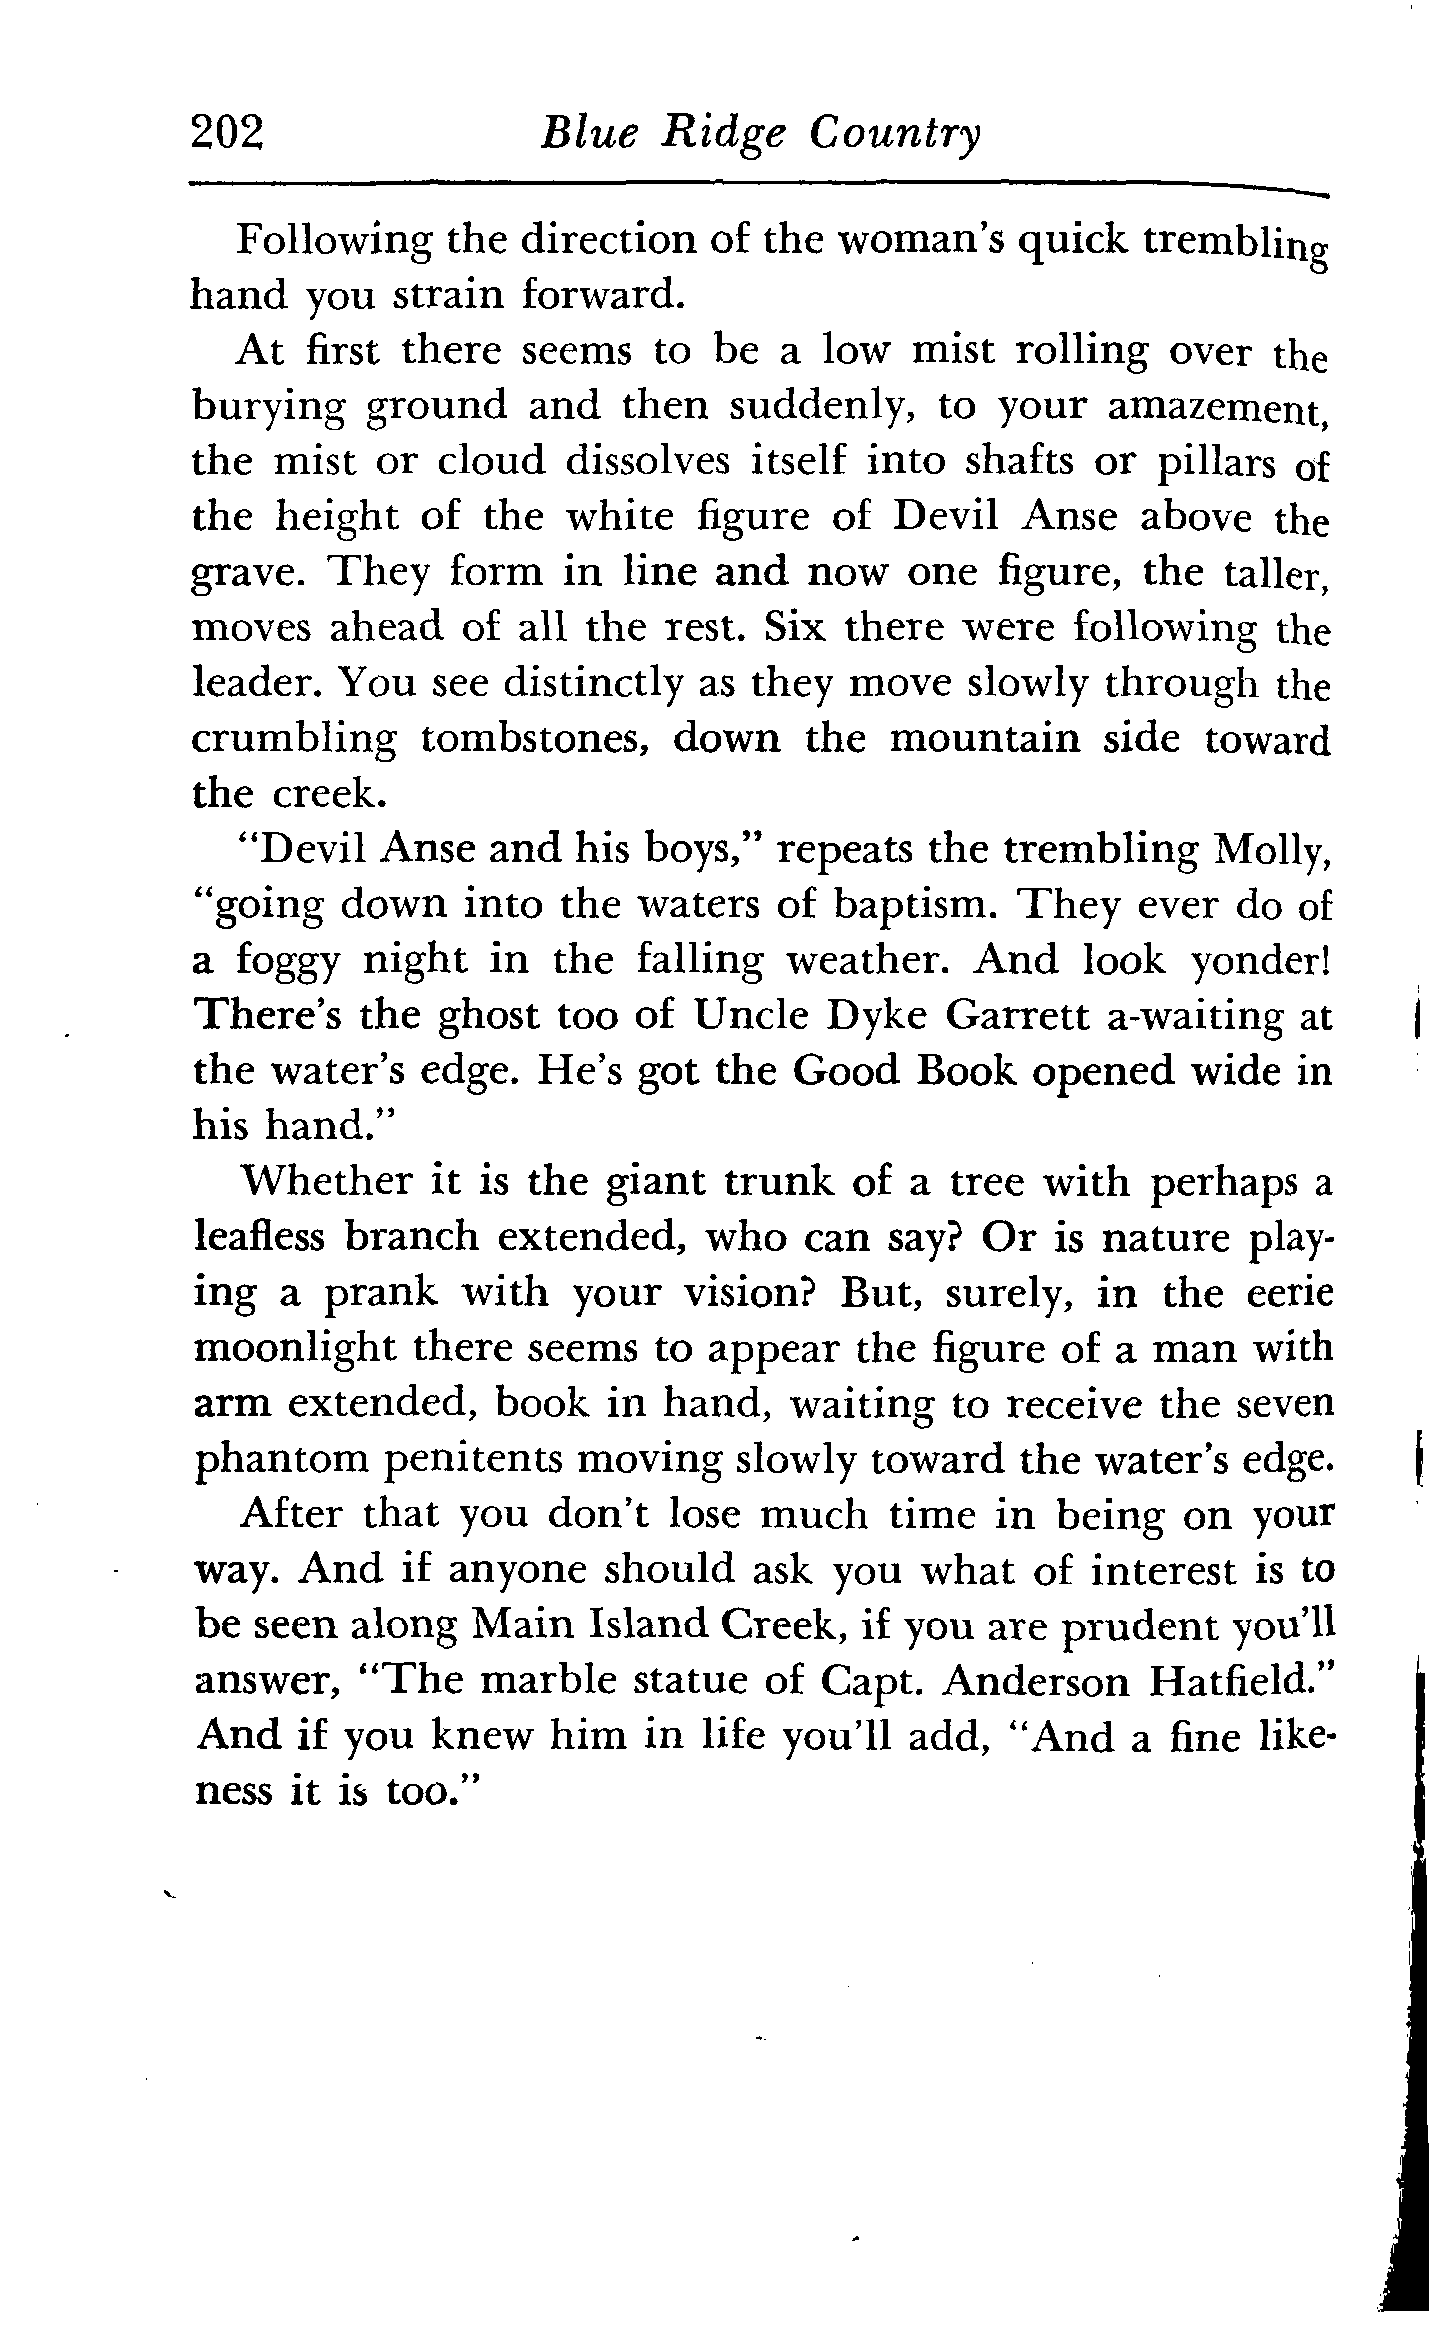 202 Blue Ridge Country
Following the direction of the woman's quick trembling
hand you strain forward.
At first there seems to be a low mist rolling over the
burying ground and then suddenly, to your amazement,
the mist or cloud dissolves itself into shafts or pillars of
the height of the white figure of Devil Anse above the
grave. They form in line and now one figure, the taller,
moves ahead of all the rest. Six there were following the
leader. You see distinctly as they move slowly through the
crumbling tombstones, down the mountain side toward
the creek.
"Devil Anse and his boys," repeats the trembling Molly,
"going down into the waters of baptism. They ever do of
a foggy night in the falling weather. And look yonder!
There's the ghost too of Uncle Dyke Garrett a-waiting at
the water's edge. He's got the Good Book opened wide in
his hand."
Whether it is the giant trunk of a tree with perhaps a
leafless branch extended, who can say? Or is nature play-
ing a prank with your vision? But, surely, in the eerie
moonlight there seems to appear the figure of a man with
arm extended, book in hand, waiting to receive the seven
phantom penitents moving slowly toward the water's edge.
After that you don't lose much time in being on your
way. And if anyone should ask you what of interest is to
be seen along Main Island Creek, if you are prudent you'll
answer, "The marble statue of Capt. Anderson Hatfield."
And if you knew him in life you'll add, "And a fine like-
ness it is too."